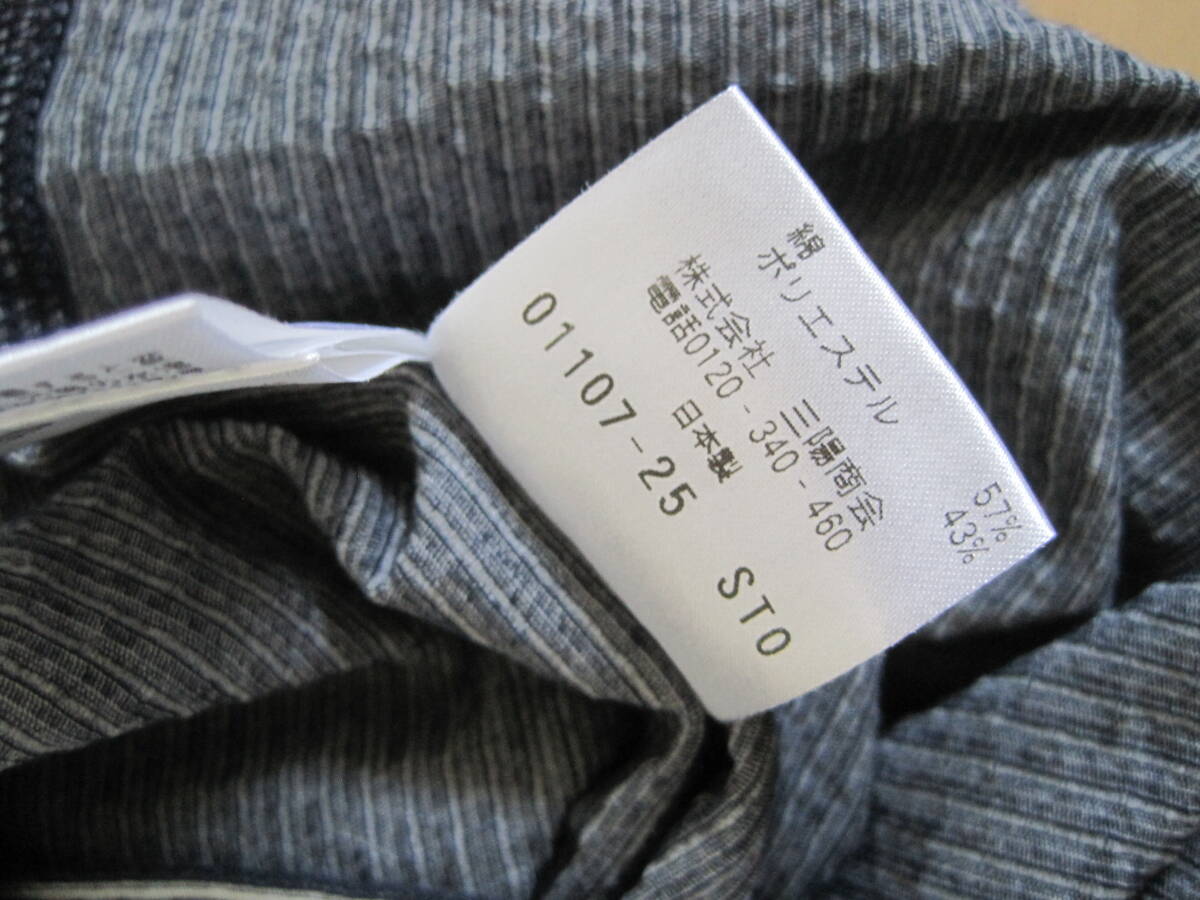 綿 57%
ポリエステル 43%
株式会社 三陽商会
電話0120-340-460
日本製
01107-25 STO